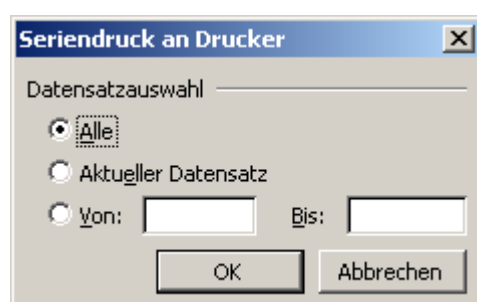 Seriendruck an Drucker
Datensatzauswahl
Alle
Aktueller Datensatz
Von: Bis:
OK Abbrechen